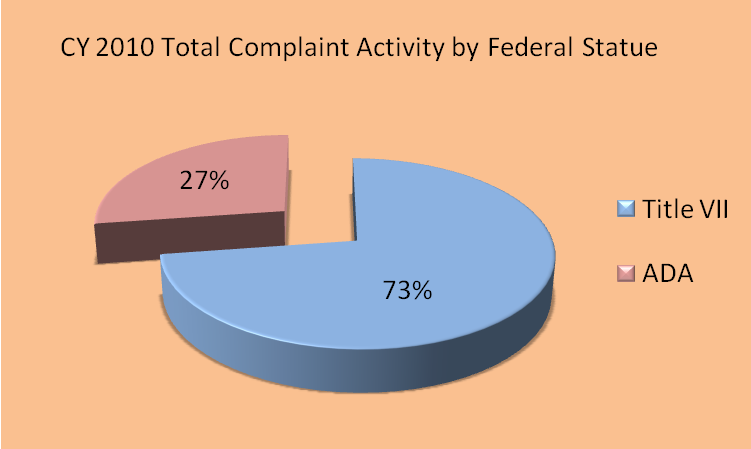 CY 2010 Total Complaint Activity by Federal Statue
27%
Title VII
ADA
73%